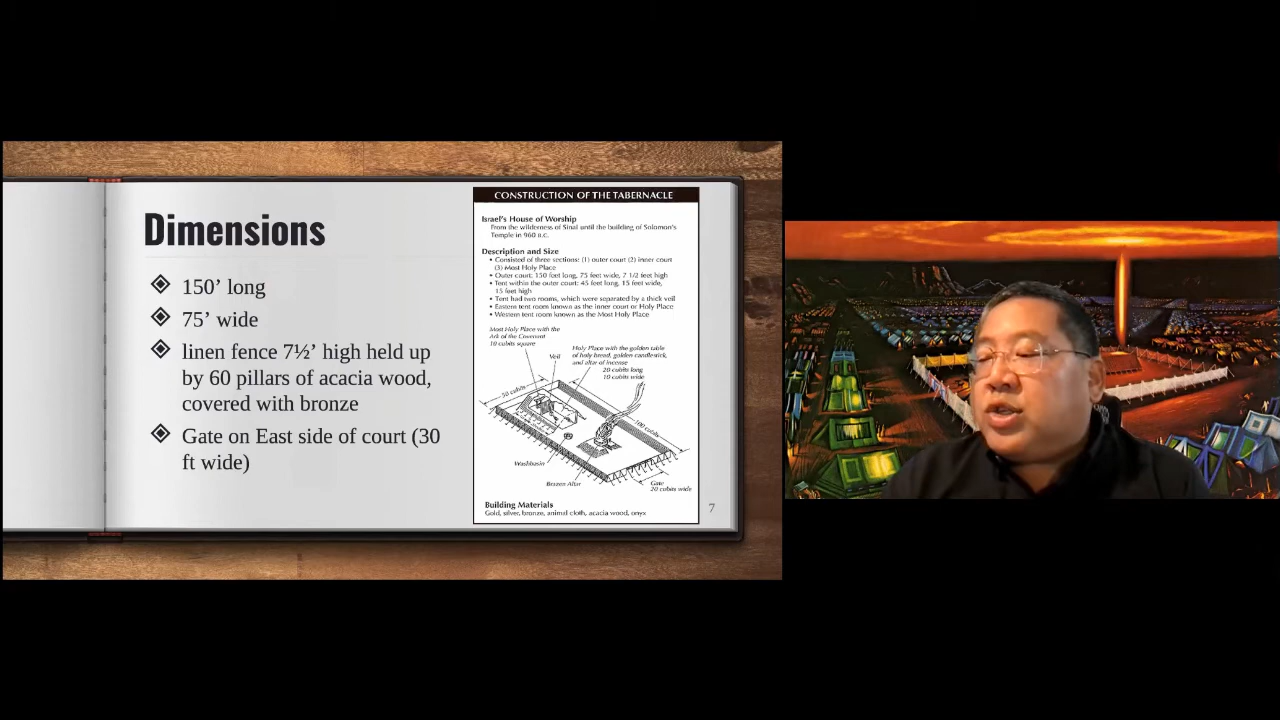 Dimensions
150’ long
75’ wide
linen fence 7½’ high held up
by 60 pillars of acacia wood,
covered with bronze
Gate on East side of court (30
ft wide)
CONSTRUCTION OF THE TABERNACLE
Israel's House of Worship
From the wilderness of Sinai until the building of Solomon's
Temple in 960 B.C.
Description and Size
• Consisted of three sections: (1) outer court (2) inner court
(3) Most Holy Place
• Outer court: 150 feet long, 75 feet wide, 7 1/2 feet high
• Tent within the outer court: 45 feet long, 15 feet wide,
15 feet high
• Tent had two rooms, which were separated by a thick veil
• Eastern tent room known as the inner court or Holy Place
• Western tent room known as the Most Holy Place
Most Holy Place with the
Ark of the Covenant
10 cubits square
Veil
Holy Place with the golden table
of holy bread, golden candlestick,
and altar of incense
20 cubits long
10 cubits wide
50 cubits
100 cubits
Washbasin
Brazen Altar
Gate
20 cubits wide
Building Materials
Gold, silver, bronze, animal cloth, acacia wood, onyx
7